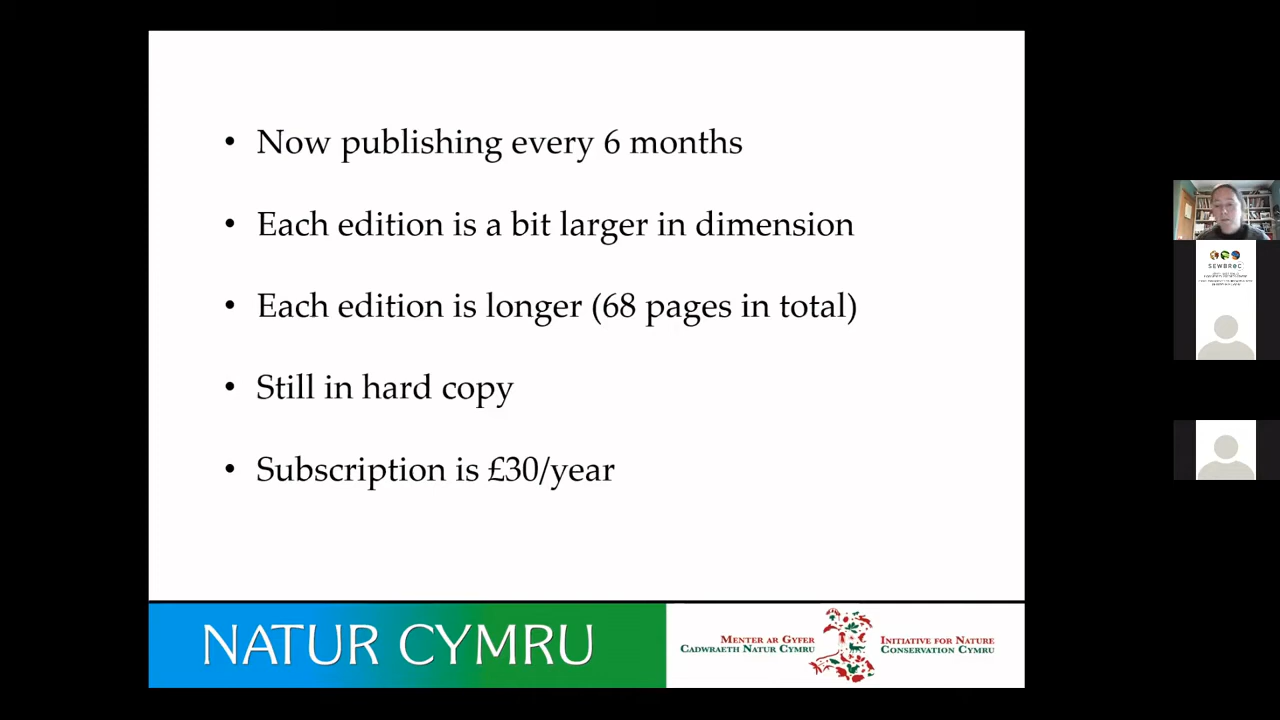 • Now publishing every 6 months
• Each edition is a bit larger in dimension
• Each edition is longer (68 pages in total)
• Still in hard copy
• Subscription is £30/year
NATUR CYMRU
MENTER AR GYFER
CADWRAETH NATUR CYMRU
INITIATIVE FOR NATURE
CONSERVATION CYMRU
SEWBREC